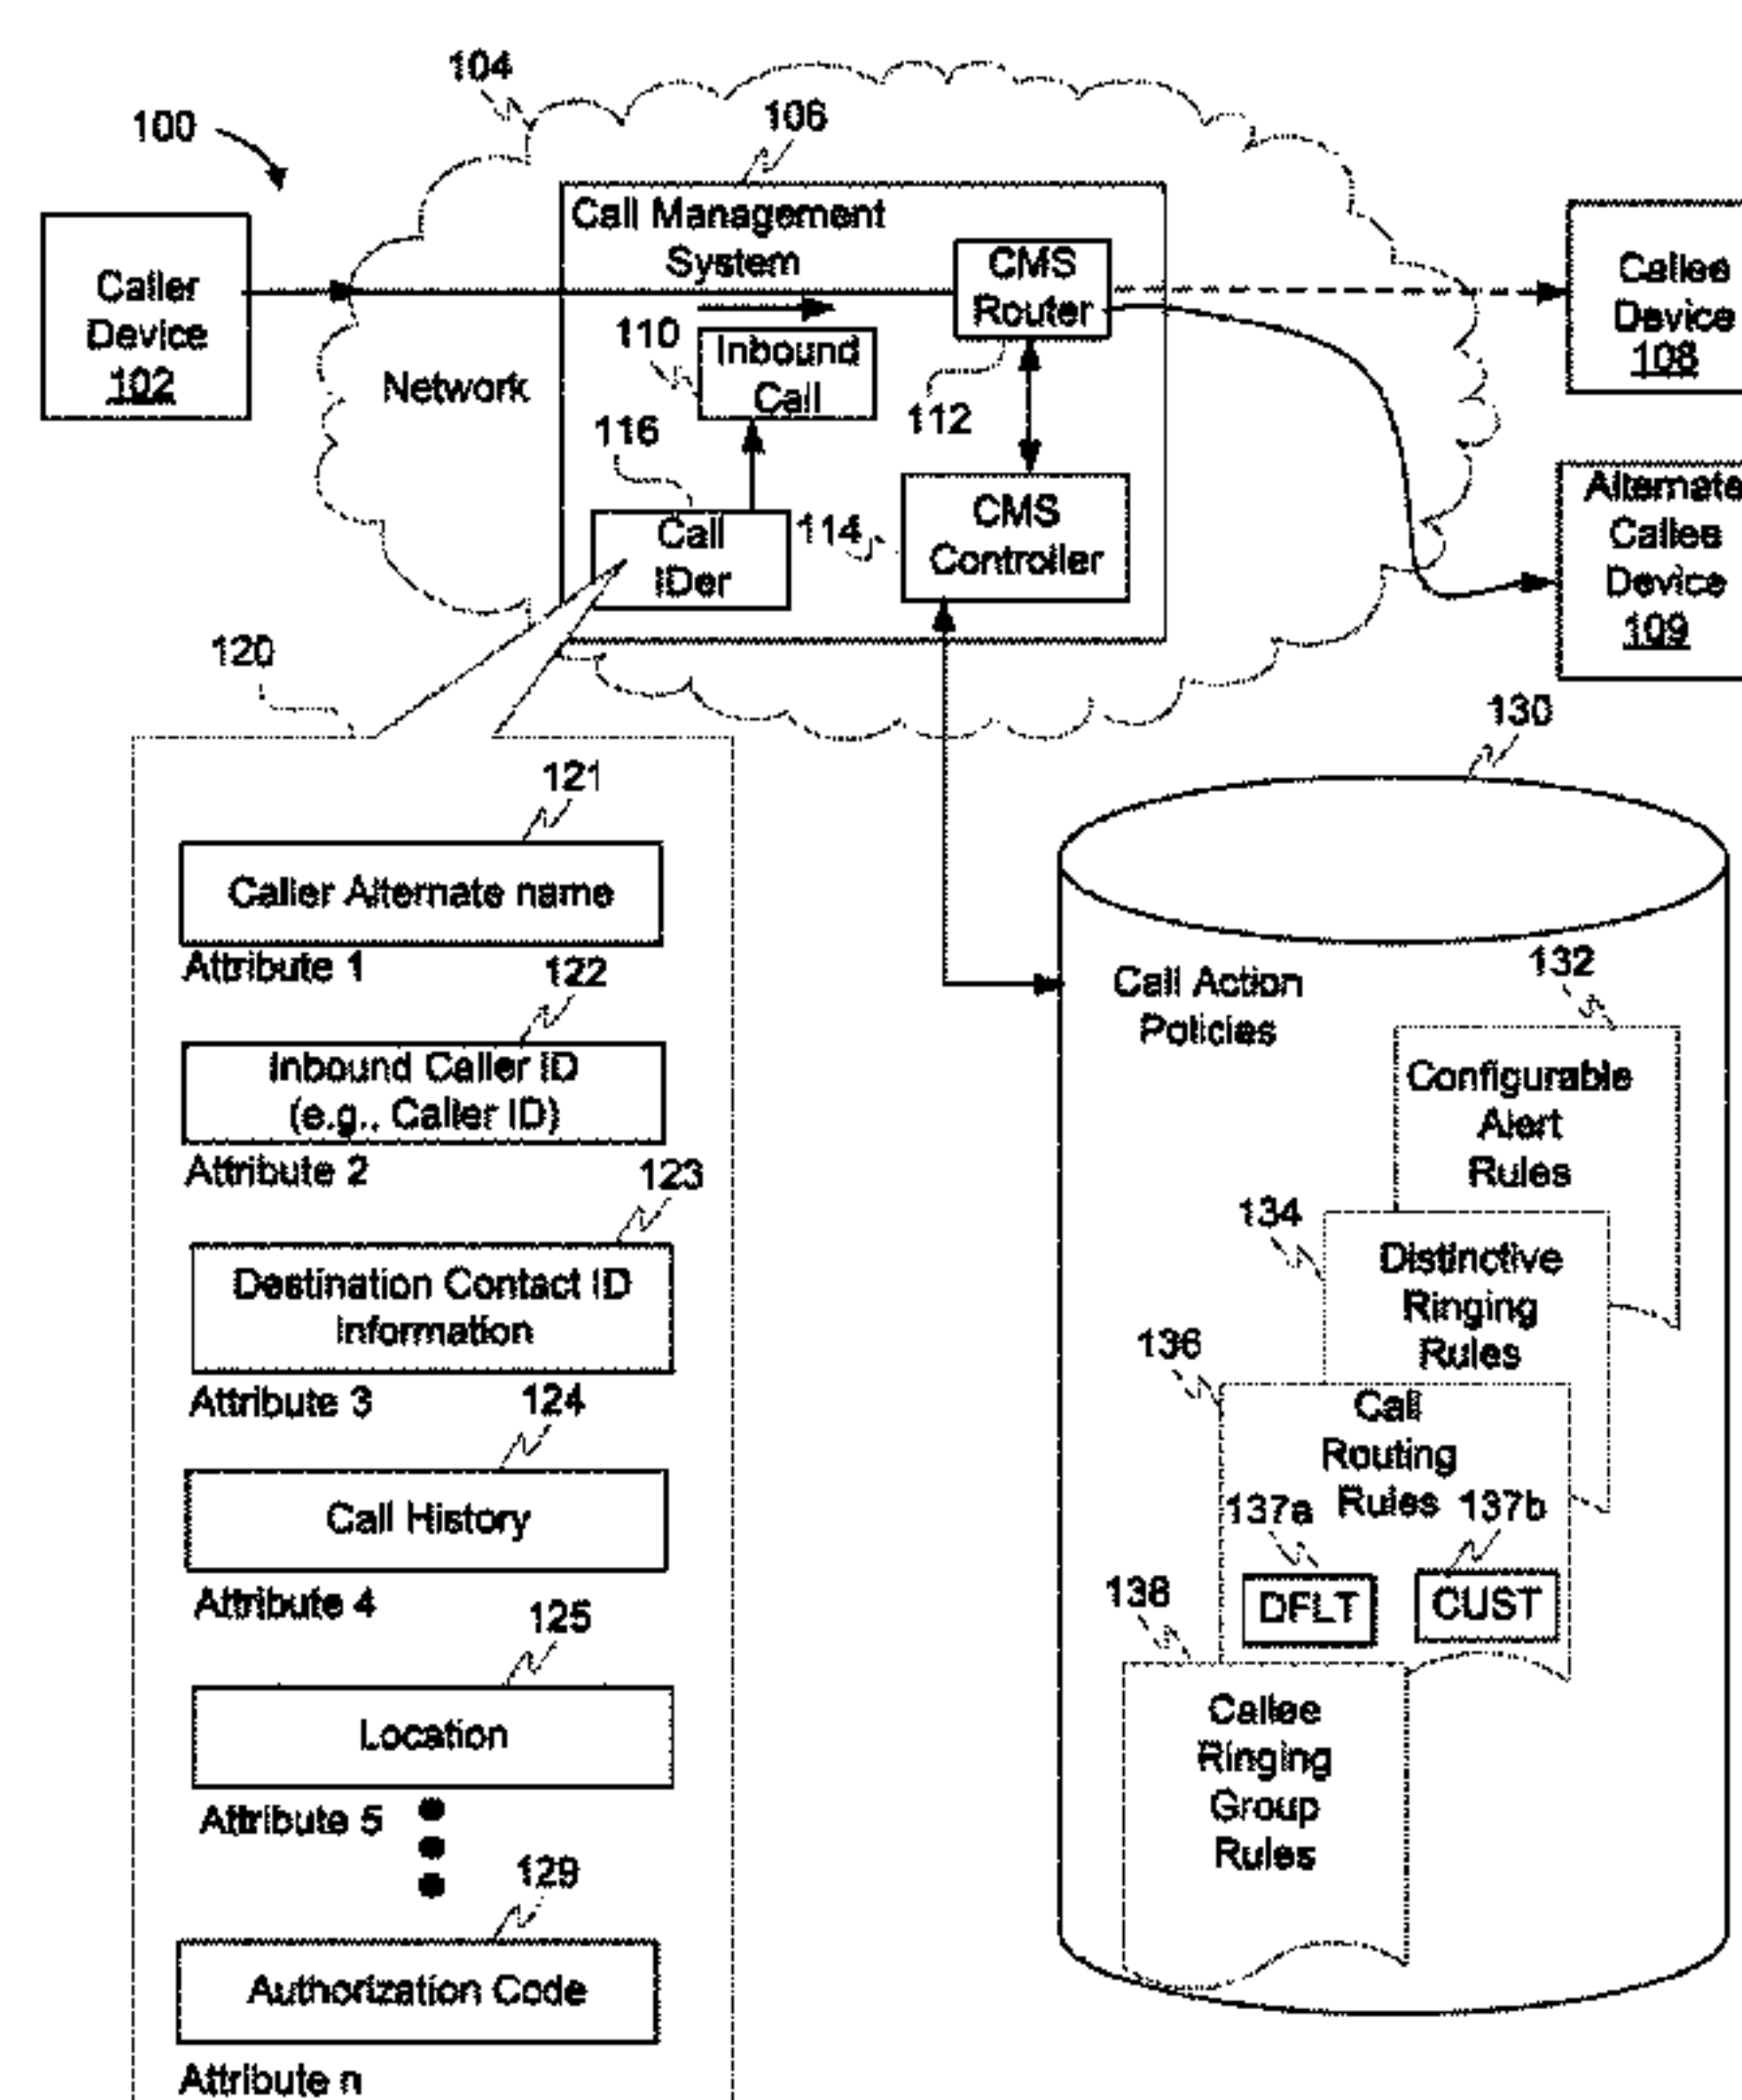 104
100
106
Call Management
System
CMS
Router
Caller
Device
102
Callee
Device
108
110
Inbound
Call
Network
112
116
Call
IDer
114
CMS
Controller
Alternate
Callee
Device
109
120
130
121
Caller Alternate name
Attribute 1
122
Inbound Caller ID
(e.g., Caller ID)
Attribute 2
123
Destination Contact ID
Information
Attribute 3
124
Call History
Attribute 4
125
Location
Attribute 5
129
Authorization Code
Attribute n
Call Action
Policies
132
Configurable
Alert
Rules
134
Distinctive
Ringing
Rules
136
Call
Routing
Rules
137a
137b
DFLT
CUST
138
Callee
Ringing
Group
Rules